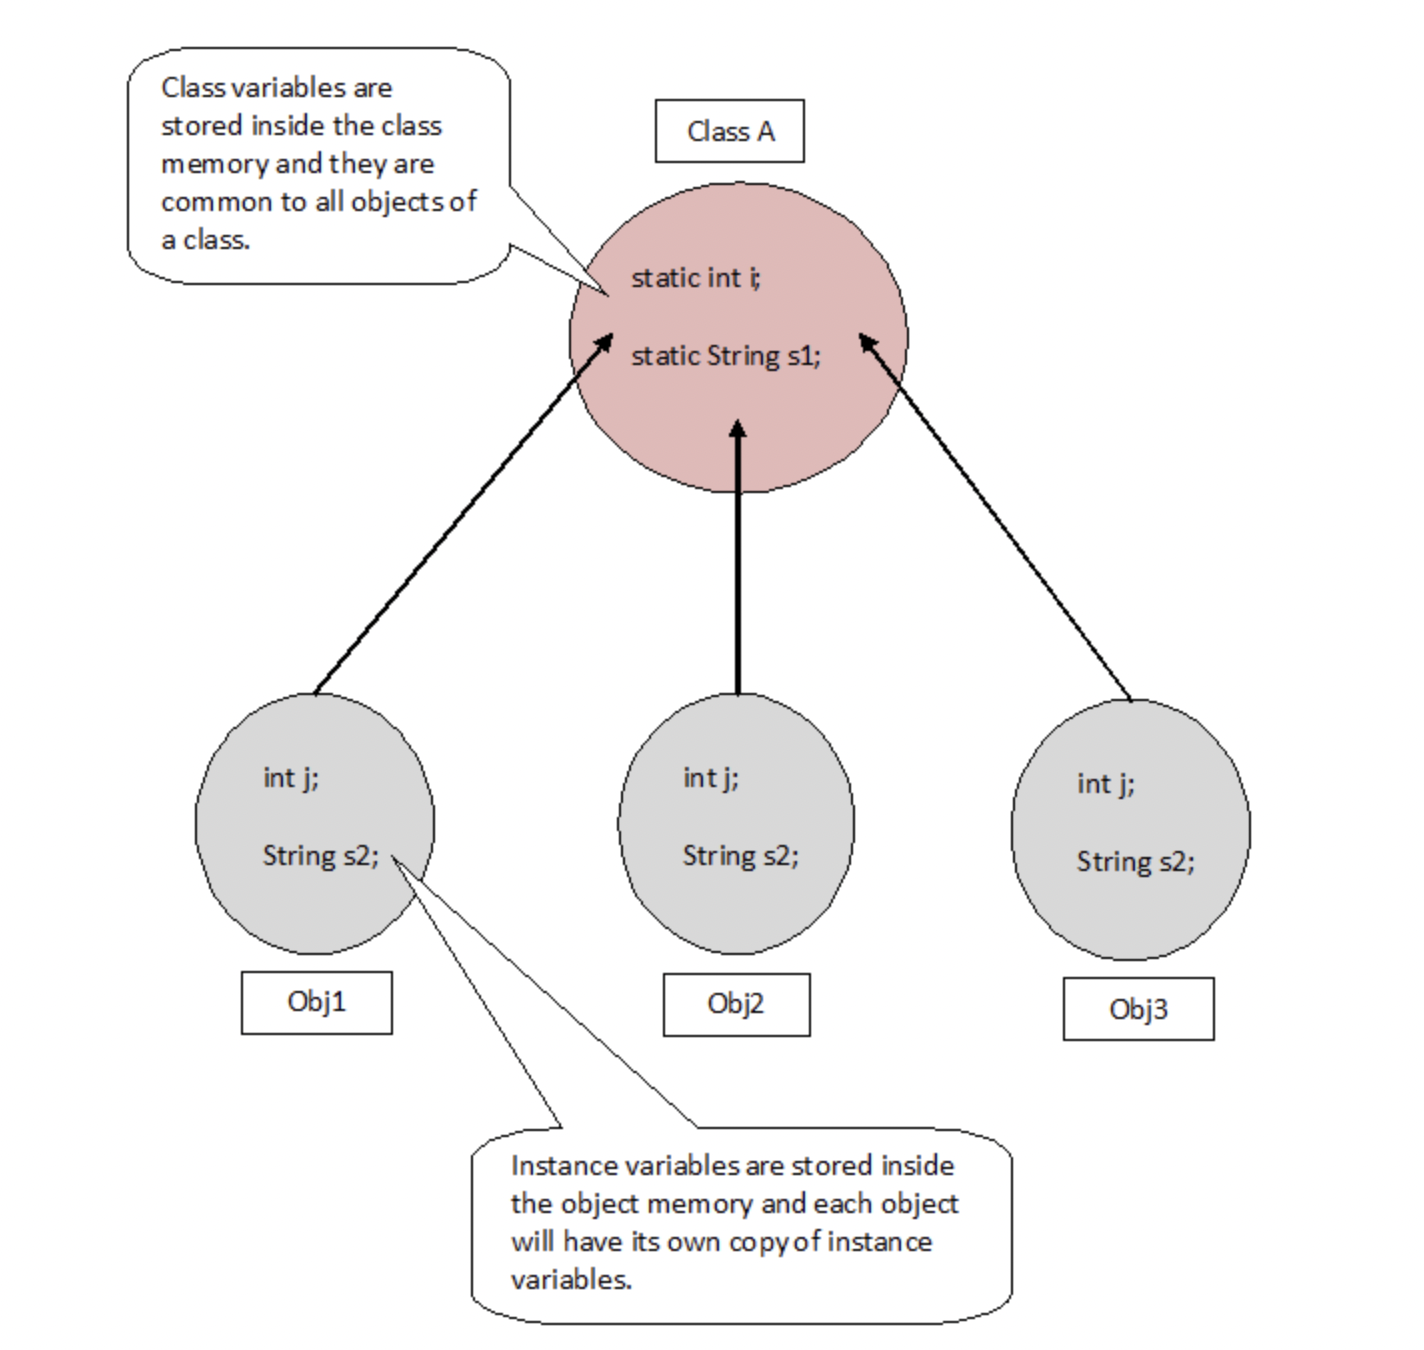 Class variables are
stored inside the class
memory and they are
common to all objects of
a class.
Class A
static int i;
static String s1;
int j;
String s2;
Obj1
int j;
String s2;
Obj2
int j;
String s2;
Obj3
Instance variables are stored inside
the object memory and each object
will have its own copy of instance
variables.